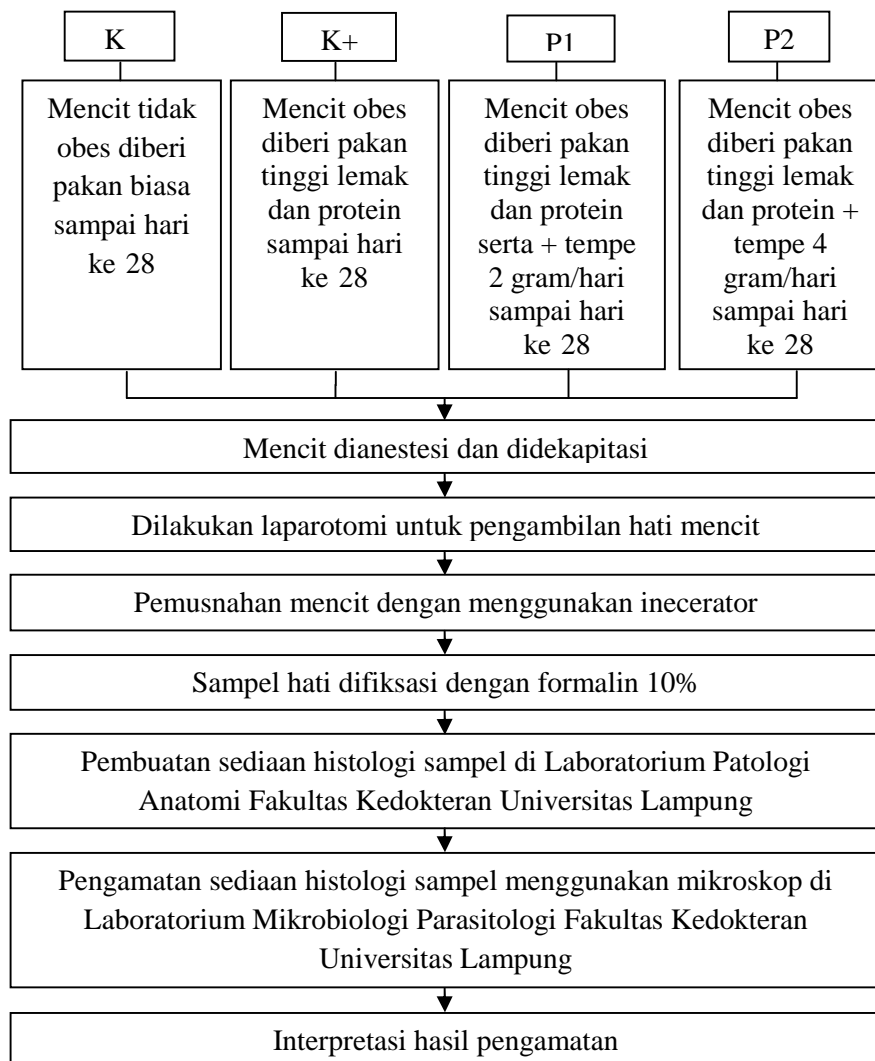 K
K+
P1
P2
Mencit tidak
obes diberi
pakan biasa
sampai hari
ke 28
Mencit obes
diberi pakan
tinggi lemak
dan protein
sampai hari
ke 28
Mencit obes
diberi pakan
tinggi lemak
dan protein
serta + tempe
2 gram/hari
sampai hari
ke 28
Mencit obes
diberi pakan
tinggi lemak
dan protein +
tempe 4
gram/hari
sampai hari
ke 28
Mencit dianestesi dan didekapitasi
Dilakukan laparotomi untuk pengambilan hati mencit
Pemusnahan mencit dengan menggunakan inecerator
Sampel hati difiksasi dengan formalin 10%
Pembuatan sediaan histologi sampel di Laboratorium Patologi
Anatomi Fakultas Kedokteran Universitas Lampung
Pengamatan sediaan histologi sampel menggunakan mikroskop di
Laboratorium Mikrobiologi Parasitologi Fakultas Kedokteran
Universitas Lampung
Interpretasi hasil pengamatan